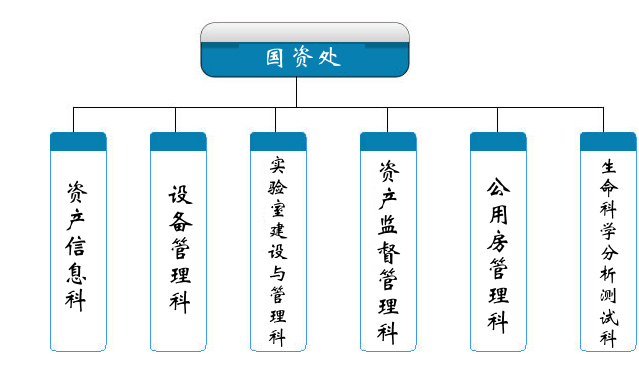 国资处
资产信息科
设备管理科
实验室建设与管理科
资产监督管理科
公用房管理科
生命科学分析测试科